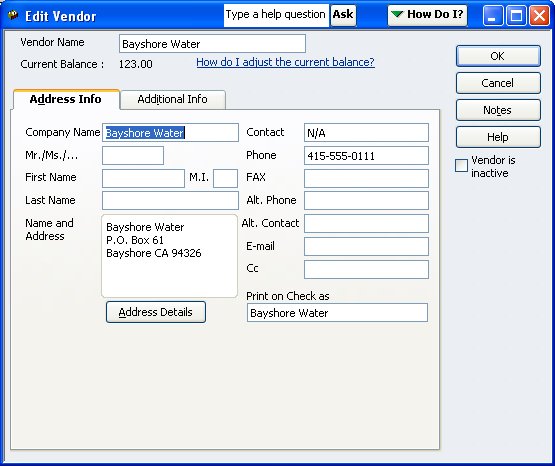 Edit Vendor
Type a help question Ask
How Do I?
Vendor Name Bayshore Water
Current Balance : 123.00 How do I adjust the current balance?
OK
Cancel
Notes
Help
Vendor is
inactive
Address Info Additional Info
Company Name Bayshore Water
Mr./Ms./...
First Name M.I.
Last Name
Name and
Address
Bayshore Water
P.O. Box 61
Bayshore CA 94326
Address Details
Contact N/A
Phone 415-555-0111
FAX
Alt. Phone
Alt. Contact
E-mail
Cc
Print on Check as
Bayshore Water